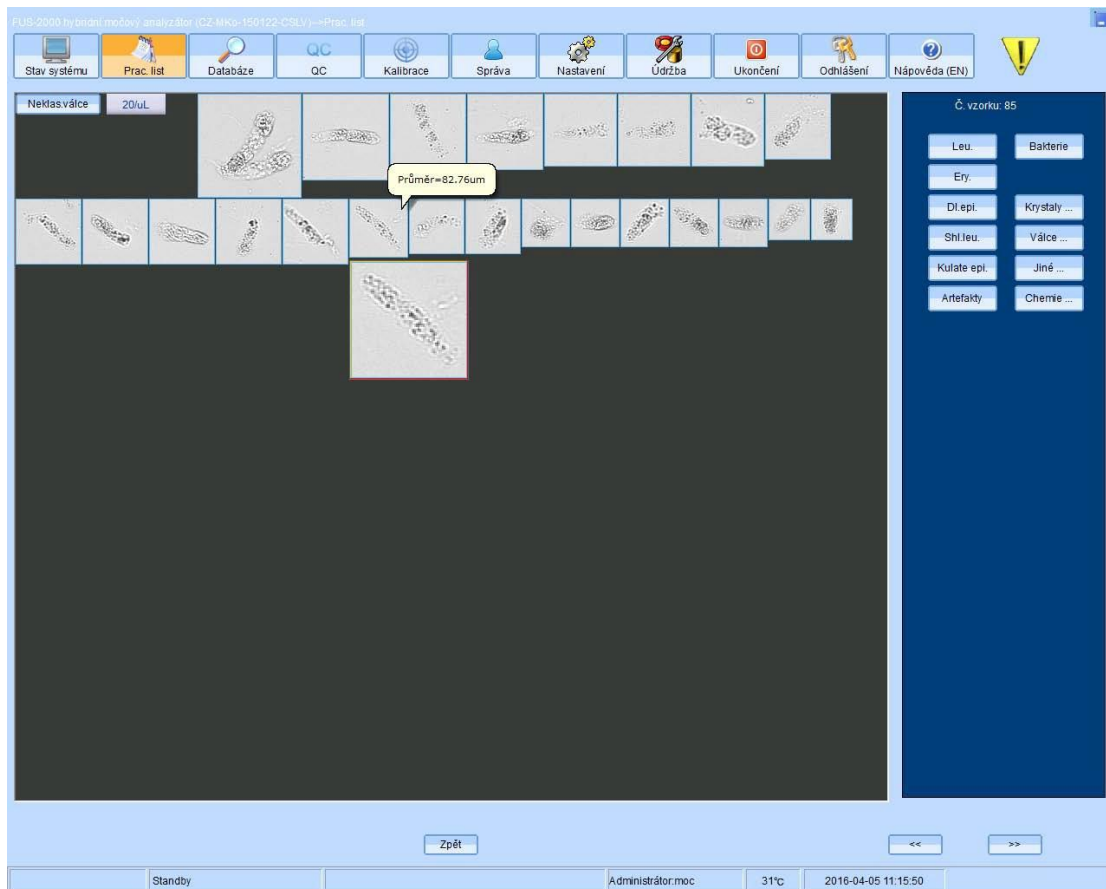 FUS-2000 hybridní močový analyzátor (CZ-MKo-150122-CSLV)-->Prac. list
Stav systému
Prac. list
Databáze
QC
QC
Kalibrace
Správa
Nastavení
Údržba
Ukončení
Odhlášení
Nápověda (EN)
Neklas.válce
20/uL
Průměr=82.76um
Č. vzorku: 85
Leu.
Bakterie
Ery.
Dl.epi.
Krystaly ...
Shl.leu.
Válce ...
Kulate epi.
Jiné ...
Artefakty
Chemie ...
Zpět
<<
>>
Standby
Administrátor:moc
31°C
2016-04-05 11:15:50